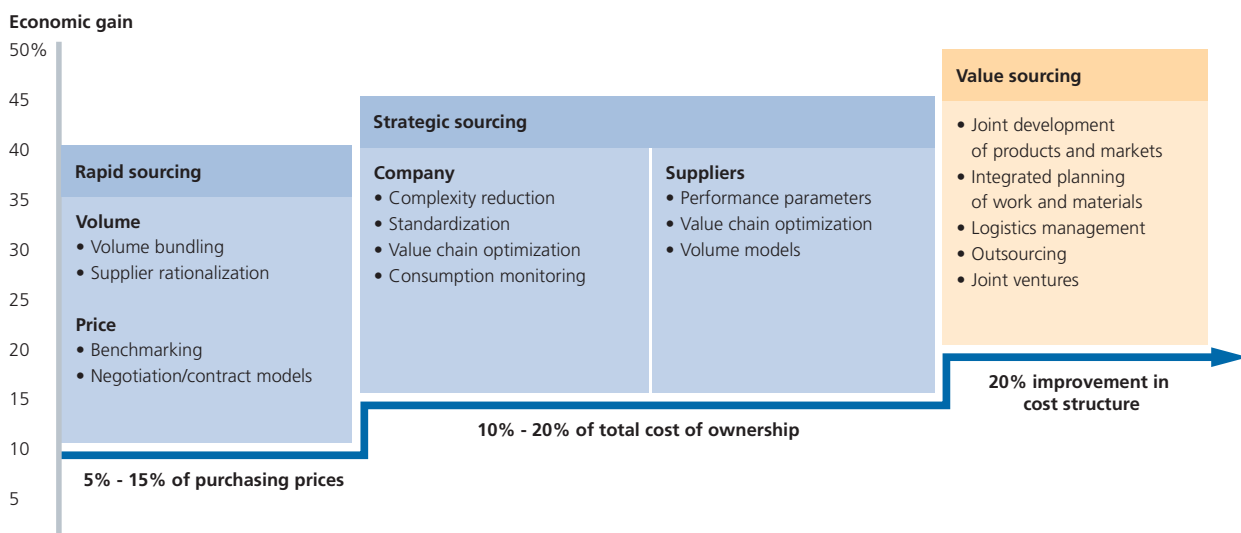 Economic gain
50%
45
40
35
30
25
20
15
10
5
Rapid sourcing
Volume
• Volume bundling
• Supplier rationalization
Price
• Benchmarking
• Negotiation/contract models
5% - 15% of purchasing prices
Strategic sourcing
Company
• Complexity reduction
• Standardization
• Value chain optimization
• Consumption monitoring
Suppliers
• Performance parameters
• Value chain optimization
• Volume models
10% - 20% of total cost of ownership
Value sourcing
• Joint development
of products and markets
• Integrated planning
of work and materials
• Logistics management
• Outsourcing
• Joint ventures
20% improvement in
cost structure